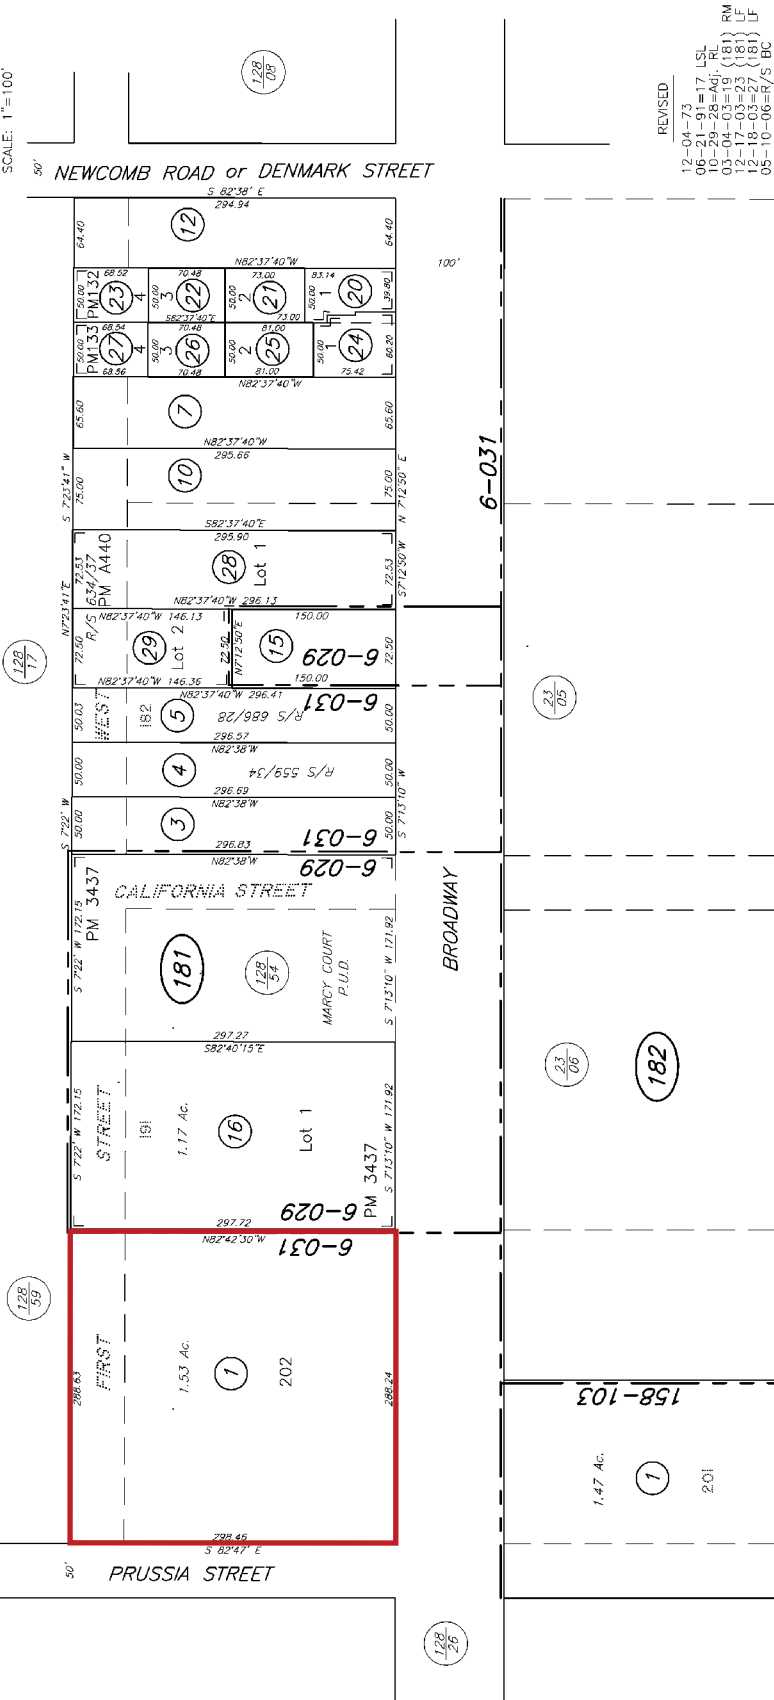 SCALE: 1"=100'
128
08
REVISED
12-04-73
06-21-91=17 LSL
10-29-28=Adj. RL
03-04-03=19 (181) RM
12-17-03=23 (181) LF
12-18-03=27 (181) LF
05-10-06=R/S BC
50'
NEWCOMB ROAD or DENMARK STREET
S 82°38' E
294.94
64.40
12
64.40
100'
N82°37'40"W
68.52
70.48
73.00
83.14
50.00
PM132
23
4
50.00
3
22
50.00
2
21
50.00
1
20
39.80
S82°37'40"E
73.00
68.54
70.48
81.00
50.00
PM133
27
4
50.00
3
26
50.00
2
25
50.00
1
24
60.20
68.56
70.48
81.00
75.42
N82°37'40"W
65.60
7
65.60
N82°37'40"W
295.66
S 7°23'41" W
75.00
10
75.00
N 7°12'50" E
6-031
S82°37'40"E
295.90
72.53
PM A440
28
Lot 1
72.53
S7°12'50"W
N82°37'40"W 296.13
N7°23'41"E
R/S 634/37
N82°37'40"W 146.13
150.00
128
17
72.50
29
Lot 2
72.50
N7°12'50"E
15
6-029
72.50
N82°37'40"W 146.36
150.00
N82°37'40"W 296.41
6-031
23
05
50.03
WEST
182
5
R/S 686/28
50.00
296.57
N82°38'W
50.00
4
R/S 559/34
50.00
296.69
N82°38'W
S 7°22' W
50.00
3
6-031
50.00
S 7°13'10" W
296.83
N82°38'W
6-029
PM 3437
CALIFORNIA STREET
BROADWAY
S 7°22' W 172.15
181
128
54
MARCY COURT
P.U.D.
S 7°13'10" W 171.92
297.27
S82°40'15"E
23
06
182
S 7°22' W 172.15
STREET
191
1.17 Ac.
16
Lot 1
PM 3437
S 7°13'10" W 171.92
6-029
297.72
N82°42'30"W
6-031
128
59
288.63
FIRST
1.53 Ac.
1
202
288.24
158-103
1.47 Ac.
1
201
298.46
S 82°47' E
50'
PRUSSIA STREET
128
26